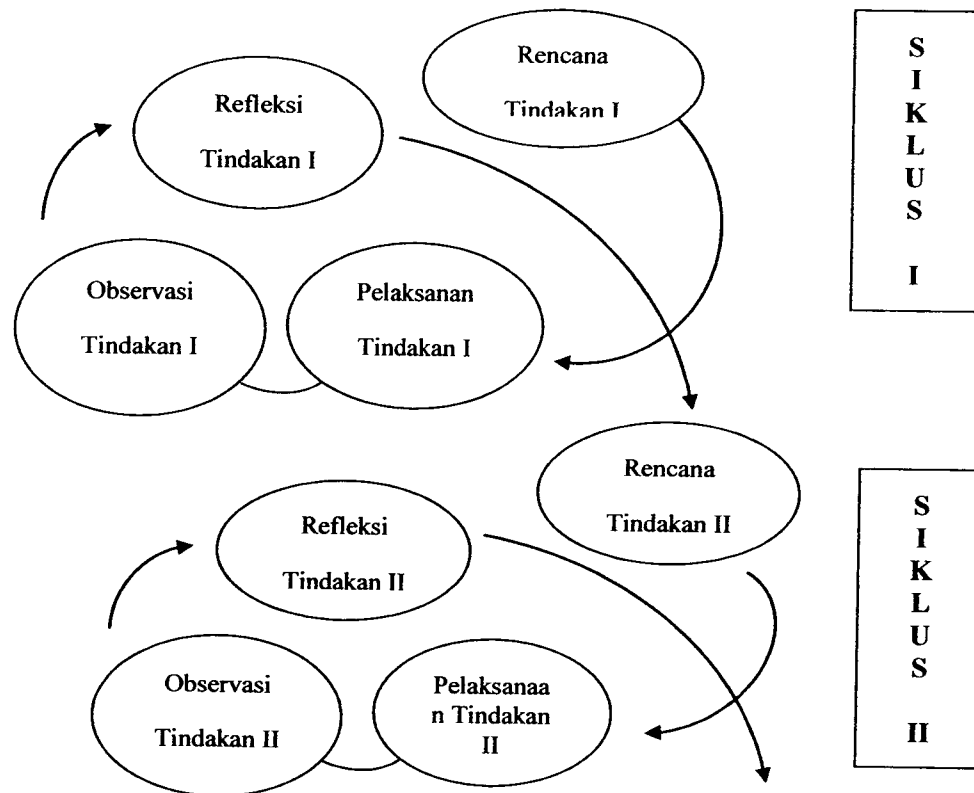 Rencana
Tindakan I
Refleksi
Tindakan I
Observasi
Tindakan I
Pelaksanan
Tindakan I
S
I
K
L
U
S
I
Rencana
Tindakan II
Refleksi
Tindakan II
Observasi
Tindakan II
Pelaksanaa
n Tindakan
II
S
I
K
L
U
S
II